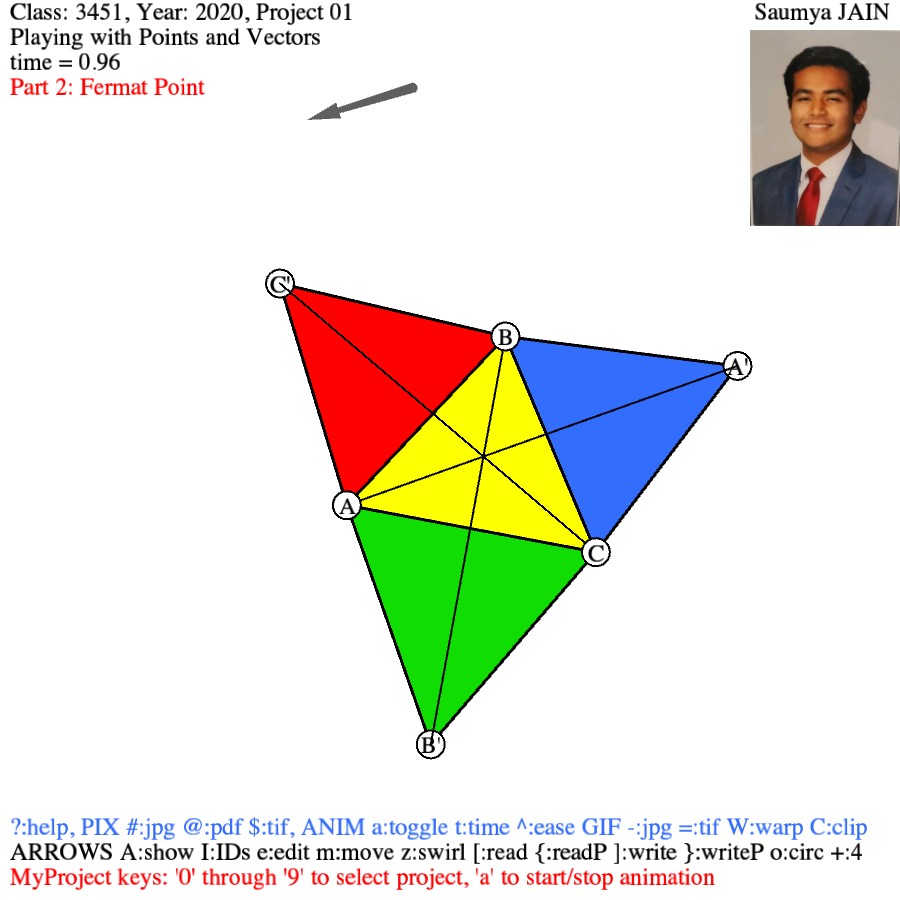 Class: 3451, Year: 2020, Project 01
Saumya JAIN
Playing with Points and Vectors
time = 0.96
Part 2: Fermat Point
C'
B
A'
A
C
B'
?:help, PIX #:jpg @:pdf $:tif, ANIM a:toggle t:time ^:ease GIF -:jpg =:tif W:warp C:clip
ARROWS A:show I:IDs e:edit m:move z:swirl [:read {:readP ]:write }:writeP o:circ +:4
MyProject keys: '0' through '9' to select project, 'a' to start/stop animation